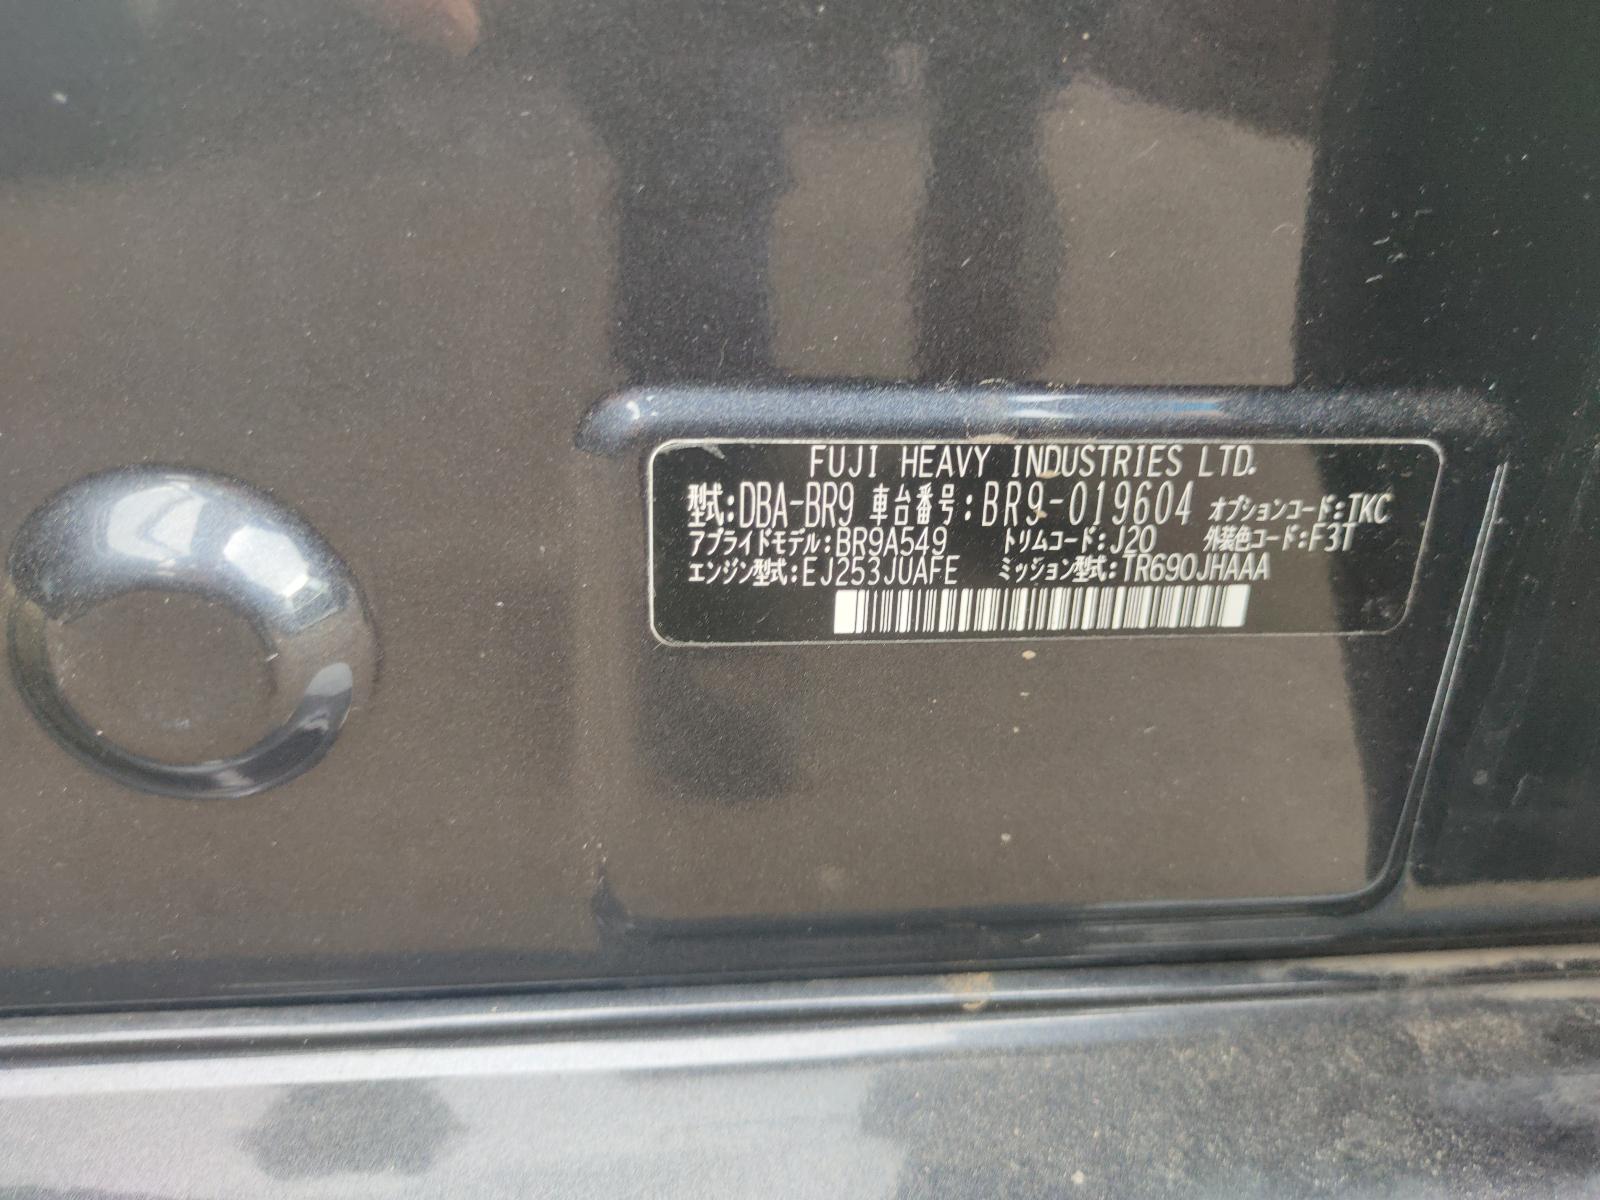 FUJI HEAVY INDUSTRIES LTD.
型式:DBA-BR9 車台番号:BR9-019604 オプションコード:TKC
アプライドモデル:BR9A549 トリムコード:J20 外装色コード:F3T
エンジン型式:EJ253JUAFE ミッション型式:TR690JHAAA